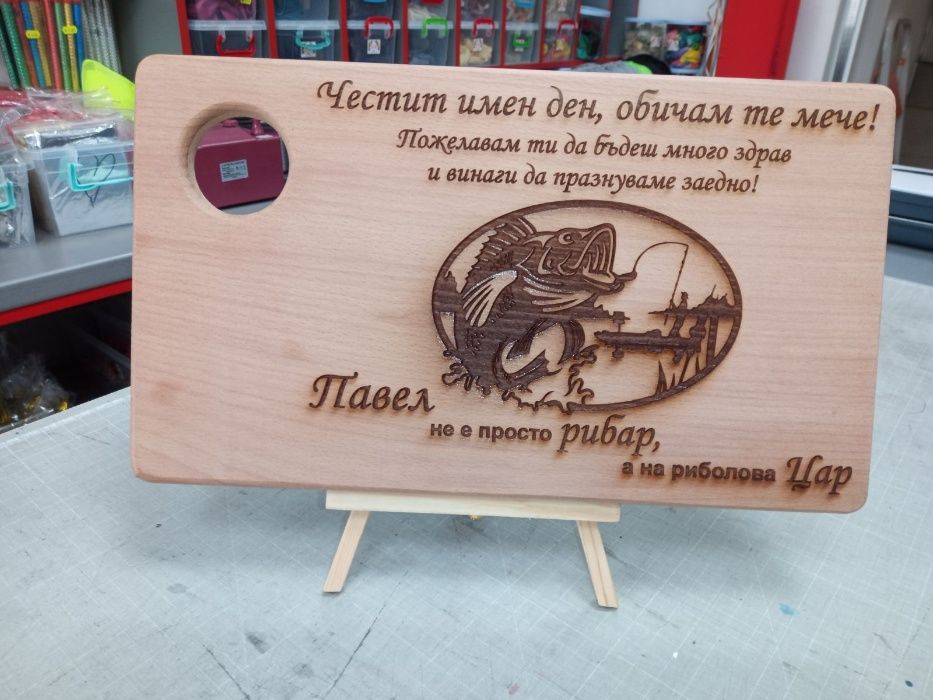 Честит имен ден, обичам те мече!
Пожелавам ти да бъдеш много здрав
и винаги да празнуваме заедно!
Павел
не е просто рибар,
а на риболова Цар